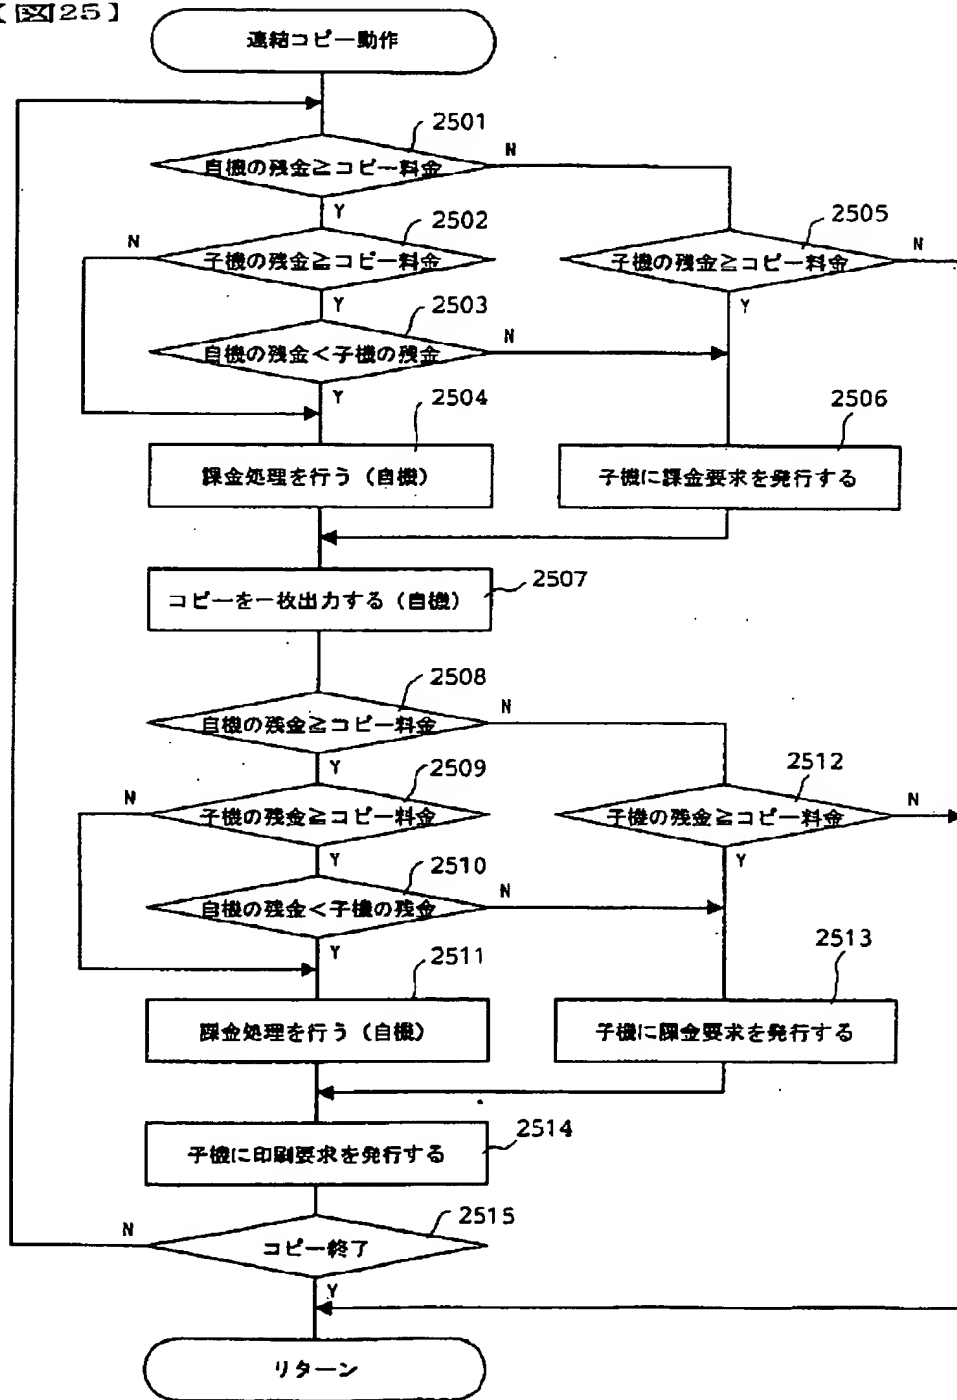 【図25】
連結コピー動作
2501
自機の残金≧コピー料金
N
Y
2502
子機の残金≧コピー料金
N
Y
2505
子機の残金≧コピー料金
N
Y
2503
自機の残金<子機の残金
N
Y
2504
課金処理を行う(自機)
2506
子機に課金要求を発行する
2507
コピーを一枚出力する(自機)
2508
自機の残金≧コピー料金
N
Y
2509
子機の残金≧コピー料金
N
Y
2512
子機の残金≧コピー料金
N
Y
2510
自機の残金<子機の残金
N
Y
2511
課金処理を行う(自機)
2513
子機に課金要求を発行する
2514
子機に印刷要求を発行する
2515
コピー終了
N
Y
リターン